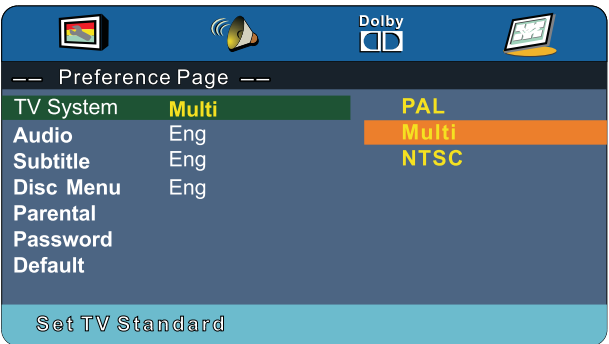 Dolby
-- Preference Page --
TV System Multi PAL
Audio Eng Multi
Subtitle Eng NTSC
Disc Menu Eng
Parental
Password
Default
Set TV Standard